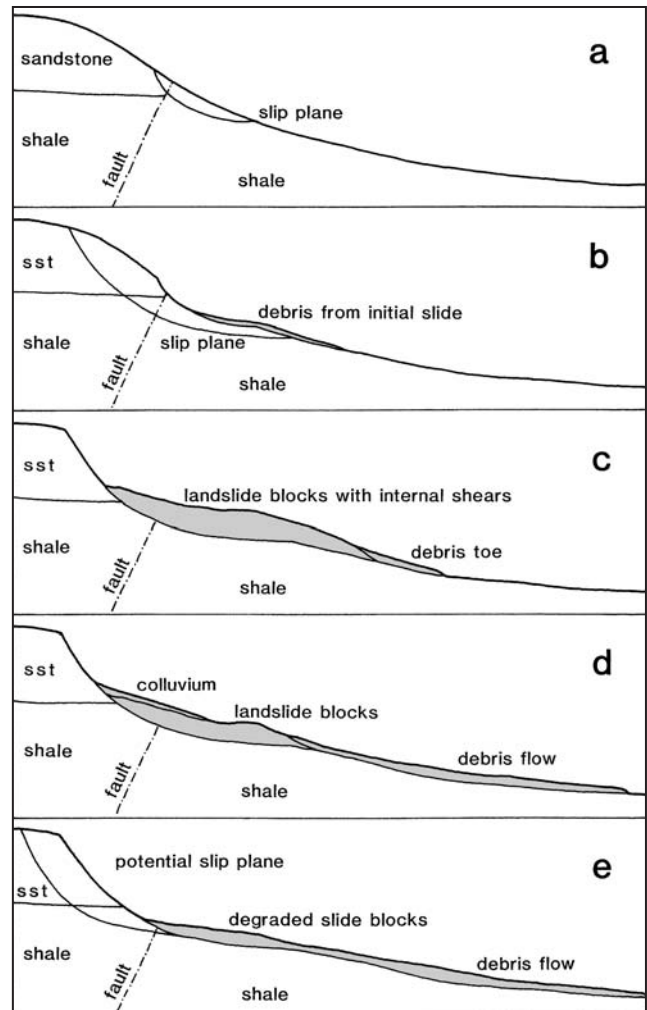 a
sandstone
slip plane
shale
fault
shale
b
sst
debris from initial slide
shale
slip plane
fault
shale
c
sst
landslide blocks with internal shears
shale
debris toe
fault
shale
d
sst
colluvium
landslide blocks
shale
debris flow
fault
shale
e
potential slip plane
sst
degraded slide blocks
shale
debris flow
fault
shale